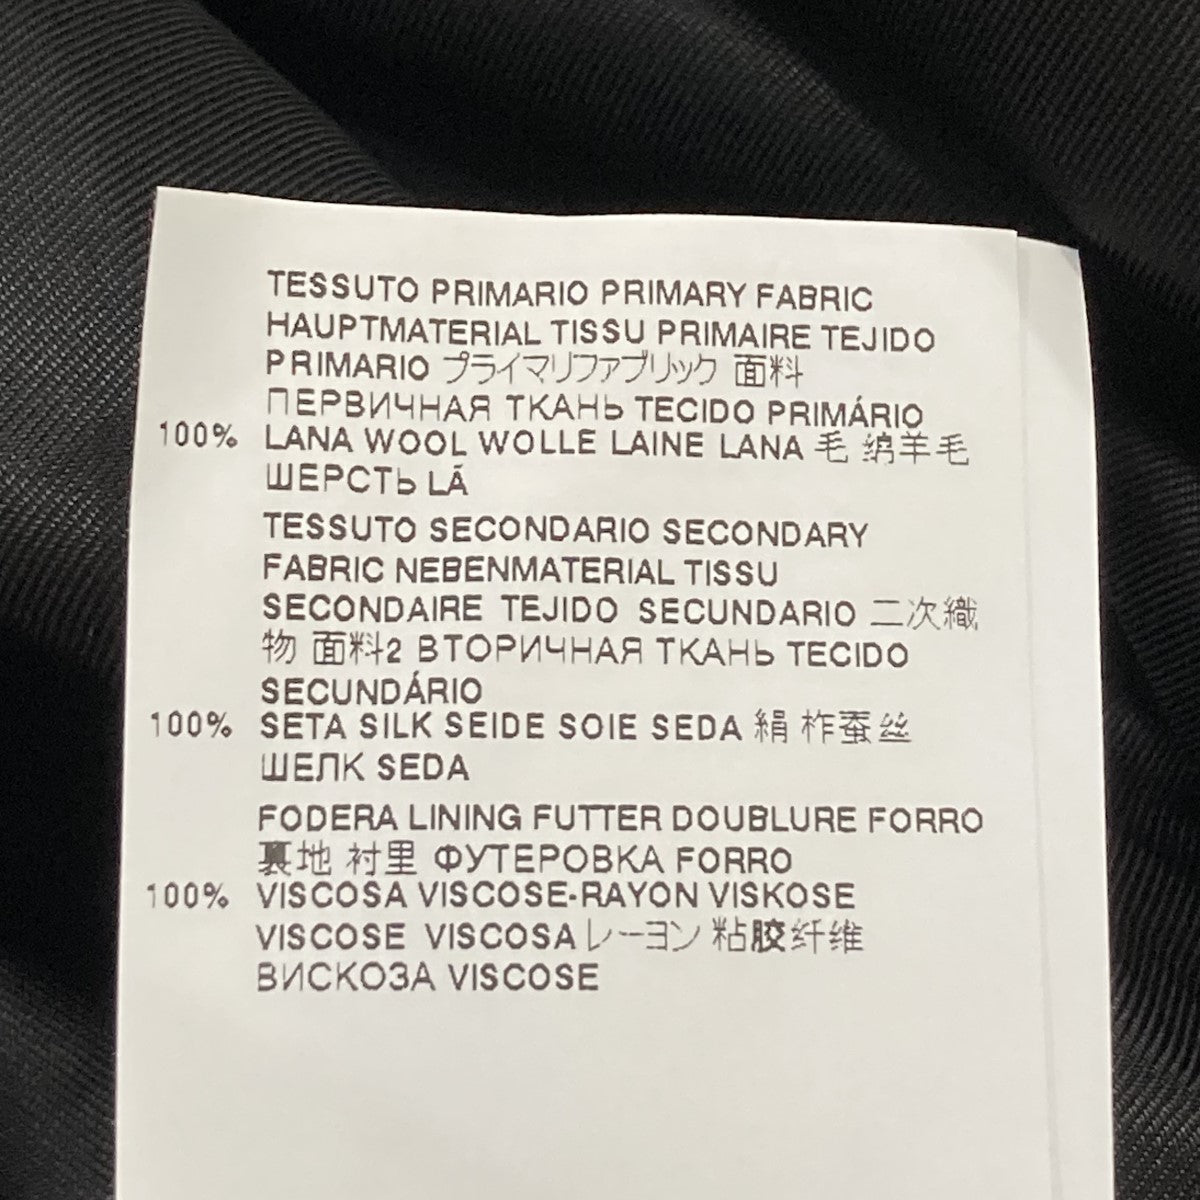 TESSUTO PRIMARIO PRIMARY FABRIC
HAUPTMATERIAL TISSU PRIMAIRE TEJIDO
PRIMARIO プライマリファブリック 面料
ПЕРВИЧНАЯ ТКАНЬ TECIDO PRIMÁRIO
100% LANA WOOL WOLLE LAINE LANA 毛 绵羊毛
ШЕРСТЬ LÃ
TESSUTO SECONDARIO SECONDARY
FABRIC NEBENMATERIAL TISSU
SECONDAIRE TEJIDO SECUNDARIO 二次織
物 面料2 ВТОРИЧНАЯ ТКАНЬ TECIDO
SECUNDÁRIO
100% SETA SILK SEIDE SOIE SEDA 絹 柞蚕丝
ШЕЛК SEDA
FODERA LINING FUTTER DOUBLURE FORRO
裏地 衬里 ФУТЕРОВКА FORRO
100% VISCOSA VISCOSE-RAYON VISKOSE
VISCOSE VISCOSA レーヨン 粘胶纤维
ВИСКОЗА VISCOSE